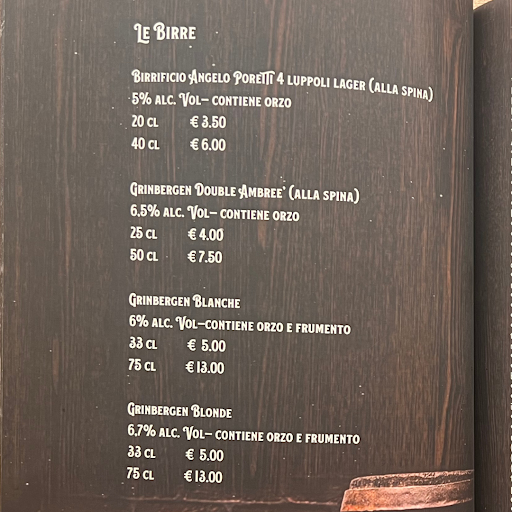 Le Birre
Birrificio Angelo Poretti 4 luppoli lager (alla spina)
5% alc. Vol– contiene orzo
20 cl € 3.50
40 cl € 6.00
Grinbergen Double Ambree' (alla spina)
6,5% alc. Vol– contiene orzo
25 cl € 4.00
50 cl €7.50
Grinbergen Blanche
6% alc. Vol–contiene orzo e frumento
33 cl € 5.00
75 cl €13.00
Grinbergen Blonde
6,7% alc. Vol– contiene orzo e frumento
33 cl € 5.00
75 cl €13.00